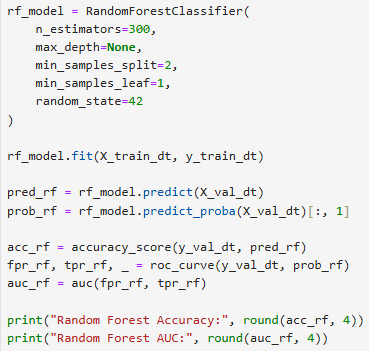 rf_model = RandomForestClassifier(
    n_estimators=300,
    max_depth=None,
    min_samples_split=2,
    min_samples_leaf=1,
    random_state=42
)

rf_model.fit(X_train_dt, y_train_dt)

pred_rf = rf_model.predict(X_val_dt)
prob_rf = rf_model.predict_proba(X_val_dt)[:, 1]

acc_rf = accuracy_score(y_val_dt, pred_rf)
fpr_rf, tpr_rf, _ = roc_curve(y_val_dt, prob_rf)
auc_rf = auc(fpr_rf, tpr_rf)

print("Random Forest Accuracy:", round(acc_rf, 4))
print("Random Forest AUC:", round(auc_rf, 4))